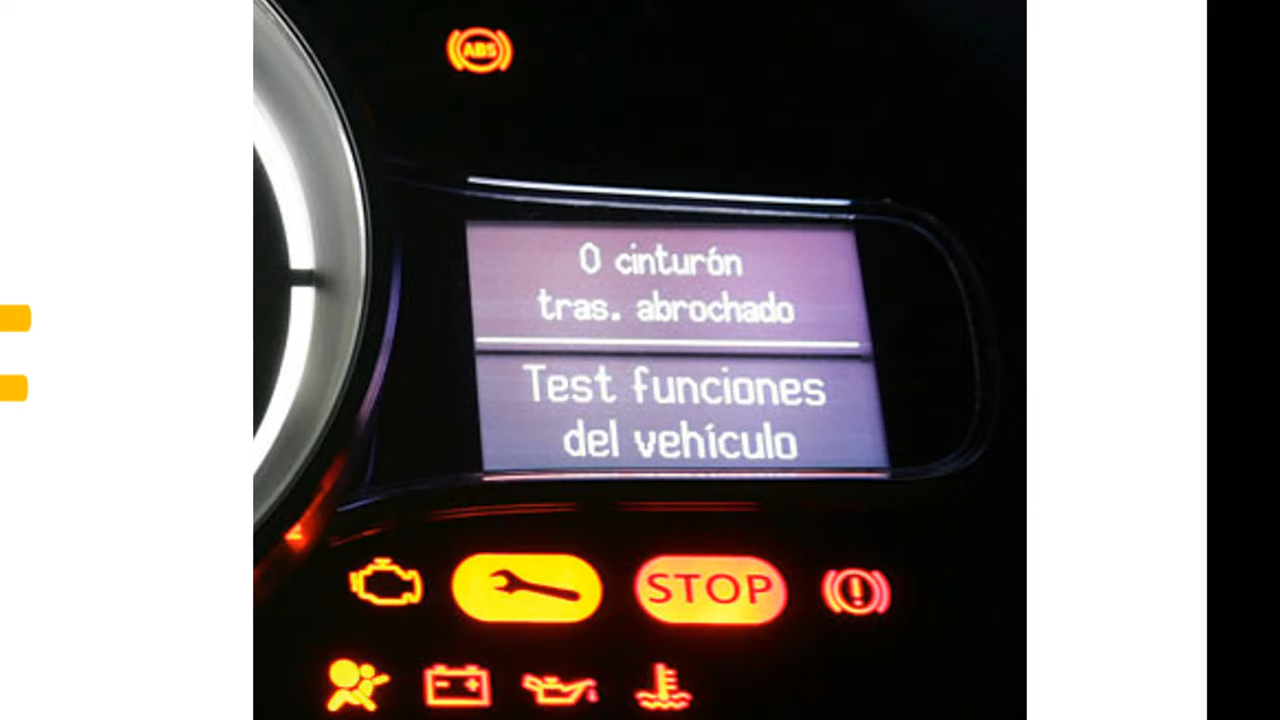 ABS
0 cinturón
tras. abrochado
Test funciones
del vehículo
STOP